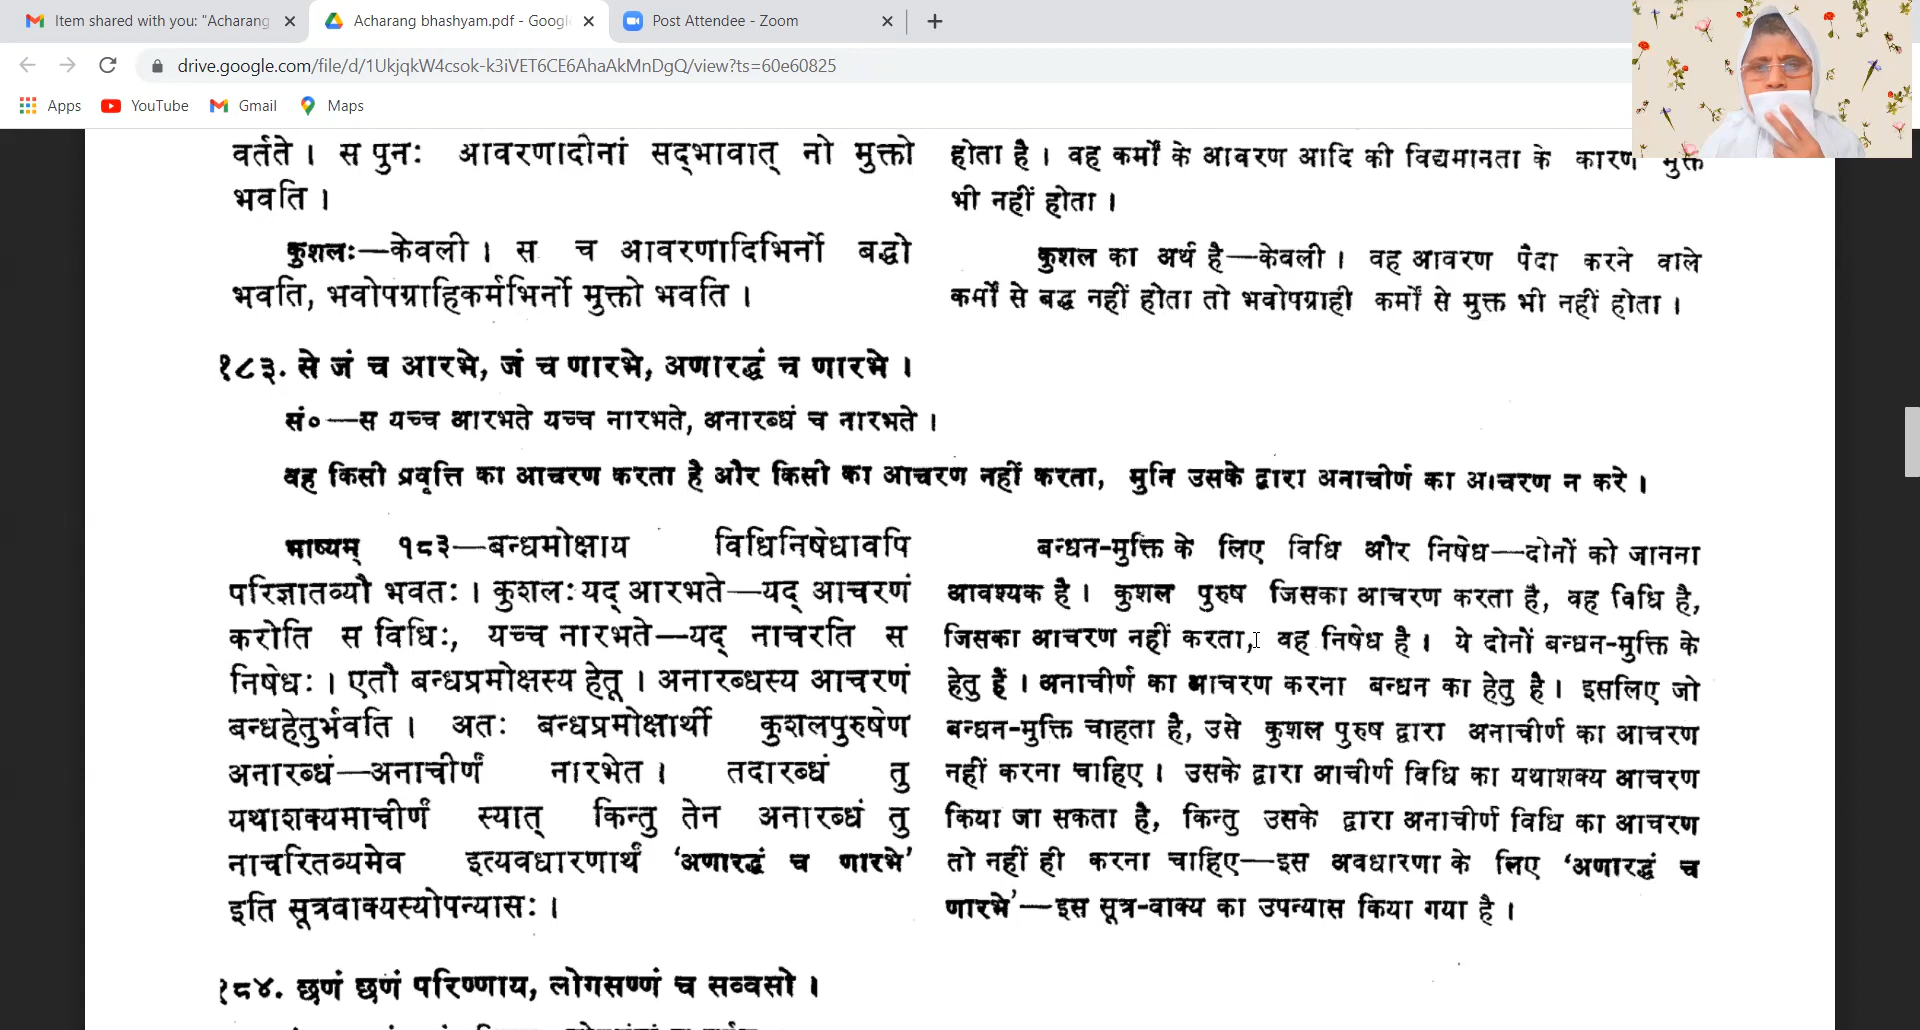 Item shared with you: "Acharang
Acharang bhashyam.pdf - Google
Post Attendee - Zoom
drive.google.com/file/d/1UkjqkW4csok-k3iVET6CE6AhaAkMnDgQ/view?ts=60e60825
Apps YouTube Gmail Maps
वर्तते । स पुनः आवरणादीनां सद्भावात् नो मुक्तो
भवति ।
कुशलः—केवली । स च आवरणादिभिर्नो बद्धो
भवति, भवोपग्राहिकर्मभिर्नो मुक्तो भवति ।
होता है । वह कर्मों के आवरण आदि की विद्यमानता के कारण मुक्त
भी नहीं होता ।
कुशल का अर्थ है—केवली । वह आवरण पैदा करने वाले
कर्मों से बद्ध नहीं होता तो भवोपग्राही कर्मों से मुक्त भी नहीं होता ।
१८३. से जं च आरभे, जं च णारभे, अणारद्धं च णारभे ।
सं०—स यच्च आरभते यच्च नारभते, अनारब्धं च नारभते ।
वह किसी प्रवृत्ति का आचरण करता है और किसी का आचरण नहीं करता, मुनि उसके द्वारा अनाचीर्ण का आचरण न करे ।
भाष्यम् १८३—बन्धमोक्षाय विधिनिषेधावपि
परिज्ञातव्यौ भवतः । कुशलः यद् आरभते—यद् आचरणं
करोति स विधिः, यच्च नारभते—यद् नाचरति स
निषेधः । एतौ बन्धप्रमोक्षस्य हेतू । अनारब्धस्य आचरणं
बन्धहेतुर्भवति । अतः बन्धप्रमोक्षार्थी कुशलपुरुषेण
अनारब्धं—अनाचीर्णं नारभेत । तदारब्धं तु
यथाशक्यमाचीर्णं स्यात् किन्तु तेन अनारब्धं तु
नाचरितव्यमेव इत्यवधारणार्थं ‘अणारद्धं च णारभे’
इति सूत्रवाक्यस्योपन्यासः ।
बन्धन-मुक्ति के लिए विधि और निषेध—दोनों को जानना
आवश्यक है । कुशल पुरुष जिसका आचरण करता है, वह विधि है,
जिसका आचरण नहीं करता, वह निषेध है । ये दोनों बन्धन-मुक्ति के
हेतु हैं । अनाचीर्ण का आचरण करना बन्धन का हेतु है । इसलिए जो
बन्धन-मुक्ति चाहता है, उसे कुशल पुरुष द्वारा अनाचीर्ण का आचरण
नहीं करना चाहिए । उसके द्वारा आचीर्ण विधि का यथाशक्य आचरण
किया जा सकता है, किन्तु उसके द्वारा अनाचीर्ण विधि का आचरण
तो नहीं ही करना चाहिए—इस अवधारणा के लिए ‘अणारद्धं च
णारभे’—इस सूत्र-वाक्य का उपन्यास किया गया है ।
१८४. छणं छणं परिण्णाय, लोगसण्णं च सव्वसो ।